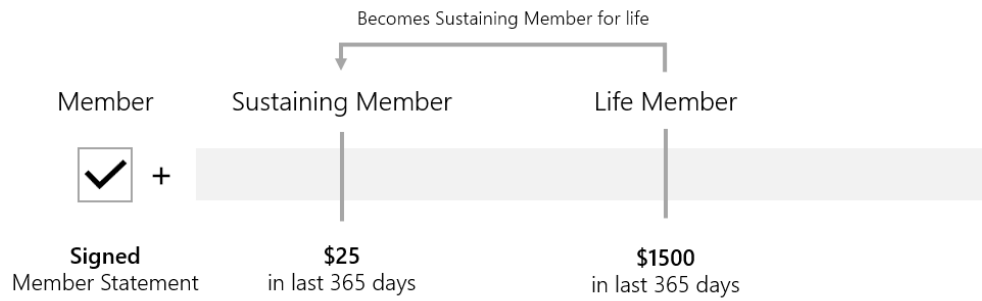 Becomes Sustaining Member for life
Member
Sustaining Member
Life Member
+
Signed
Member Statement
$25
in last 365 days
$1500
in last 365 days